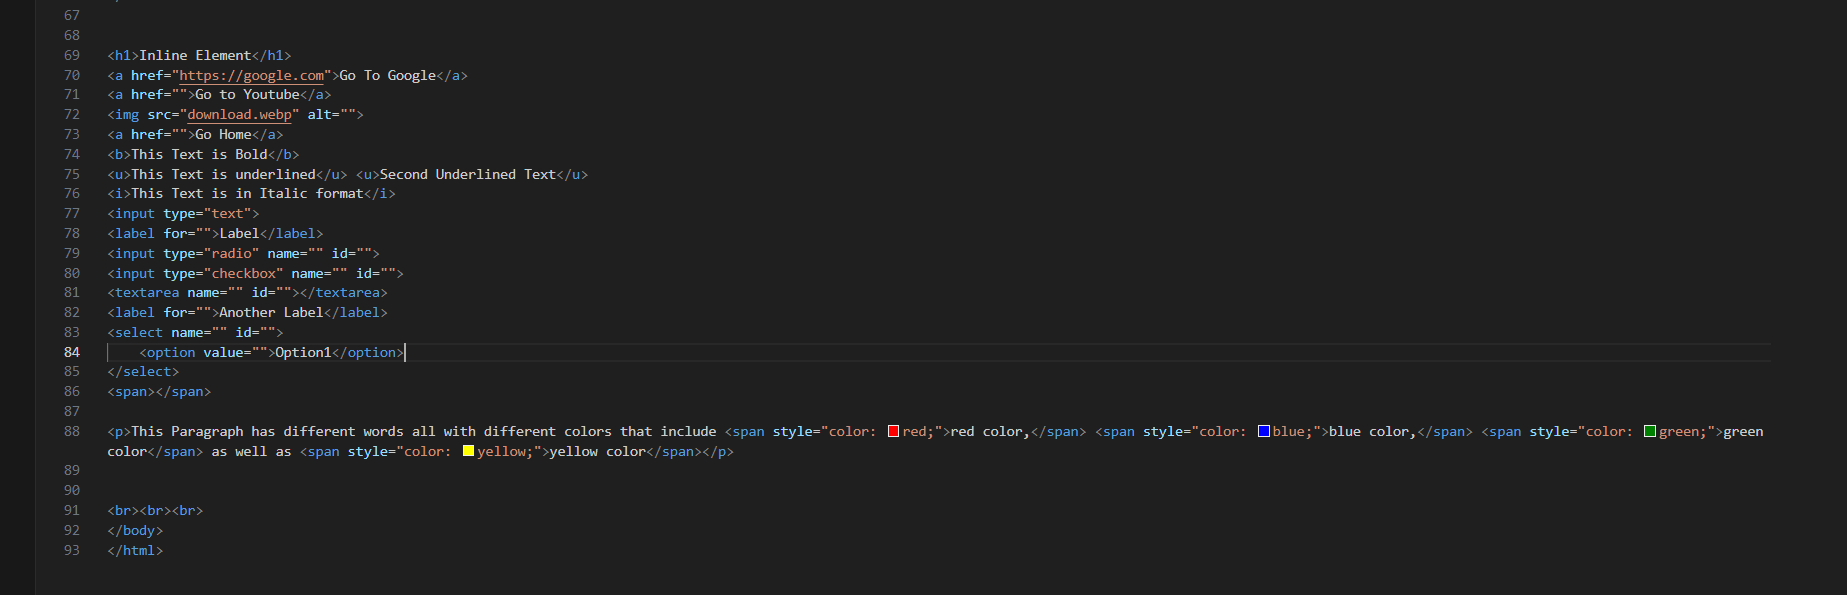 67
68
69 <h1>Inline Element</h1>
70 <a href="https://google.com">Go To Google</a>
71 <a href="">Go to Youtube</a>
72 <img src="download.webp" alt="">
73 <a href="">Go Home</a>
74 <b>This Text is Bold</b>
75 <u>This Text is underlined</u> <u>Second Underlined Text</u>
76 <i>This Text is in Italic format</i>
77 <input type="text">
78 <label for="">Label</label>
79 <input type="radio" name="" id="">
80 <input type="checkbox" name="" id="">
81 <textarea name="" id=""></textarea>
82 <label for="">Another Label</label>
83 <select name="" id="">
84     <option value="">Option1</option>
85 </select>
86 <span></span>
87
88 <p>This Paragraph has different words all with different colors that include <span style="color: red;">red color,</span> <span style="color: blue;">blue color,</span> <span style="color: green;">green
color</span> as well as <span style="color: yellow;">yellow color</span></p>
89
90
91 <br><br><br>
92 </body>
93 </html>